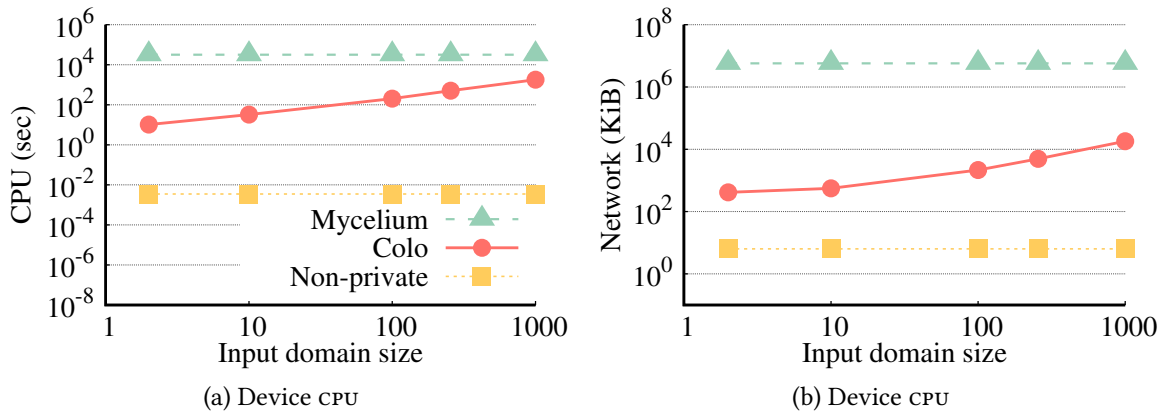 CPU (sec)
10^6
10^4
10^2
10^0
10^-2
10^-4
10^-6
10^-8
Mycelium
Colo
Non-private
1 10 100 1000
Input domain size
(a) Device CPU
Network (KiB)
10^8
10^6
10^4
10^2
10^0
1 10 100 1000
Input domain size
(b) Device CPU